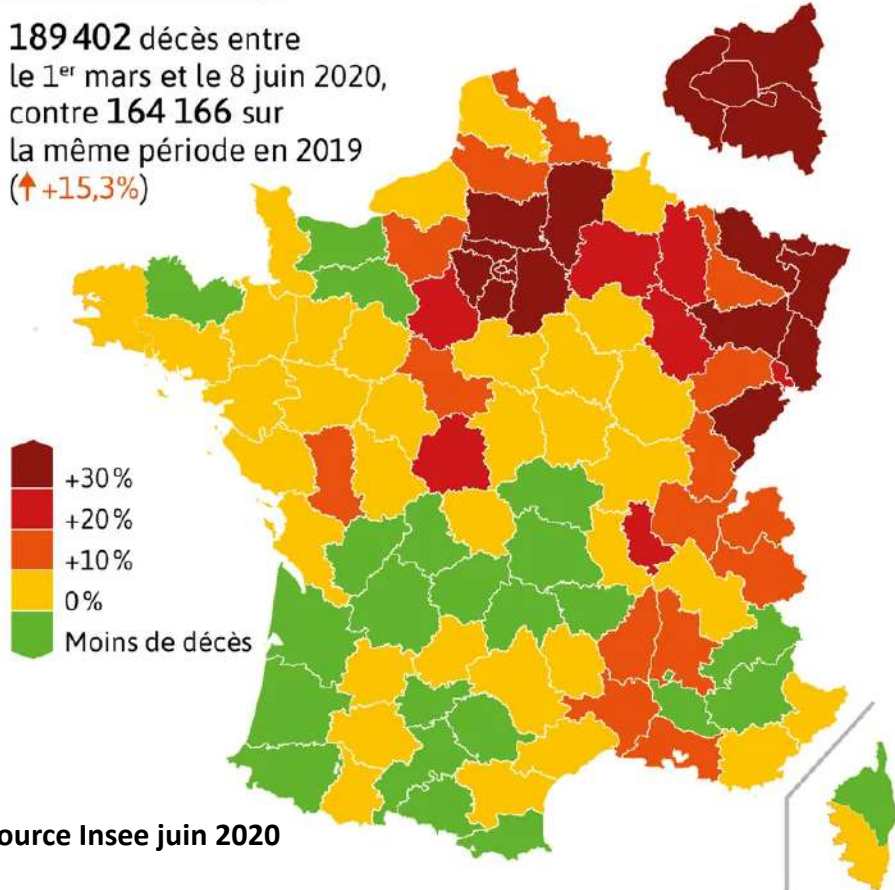 189 402 décès entre
le 1er mars et le 8 juin 2020,
contre 164 166 sur
la même période en 2019
(↑ +15,3%)
+30 %
+20 %
+10 %
0 %
Moins de décès
ource Insee juin 2020